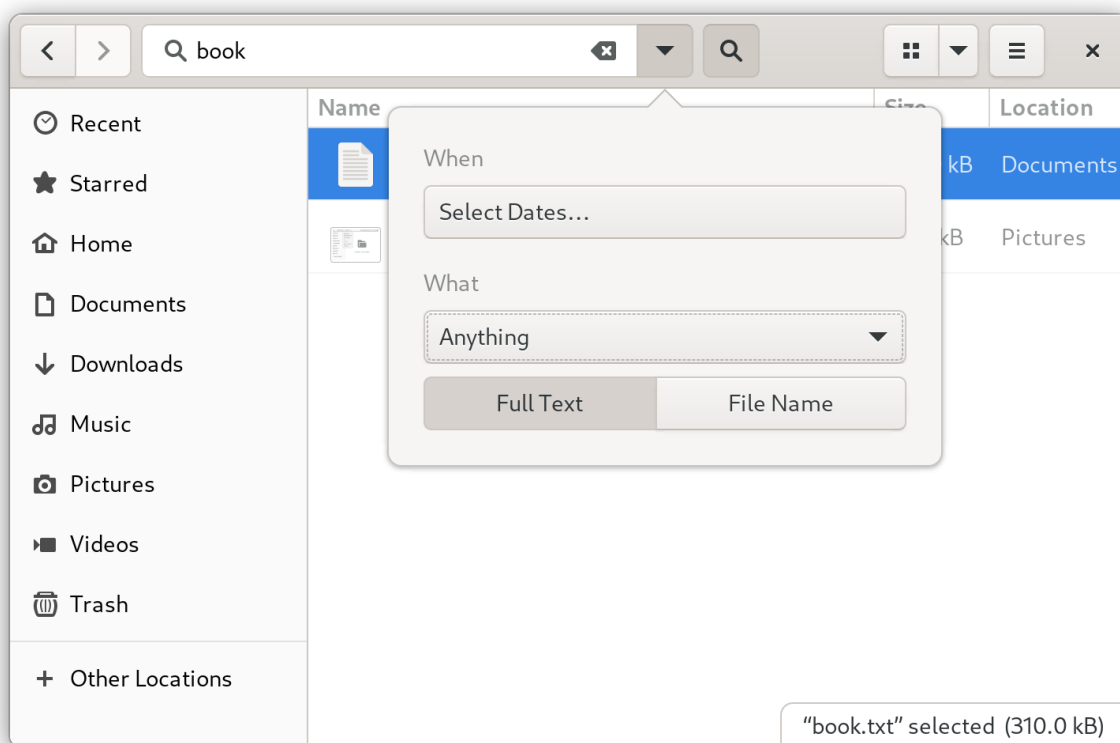 book
Recent
Starred
Home
Documents
Downloads
Music
Pictures
Videos
Trash
Other Locations
Name Size Location
kB Documents
kB Pictures
When
Select Dates...
What
Anything
Full Text File Name
“book.txt” selected (310.0 kB)